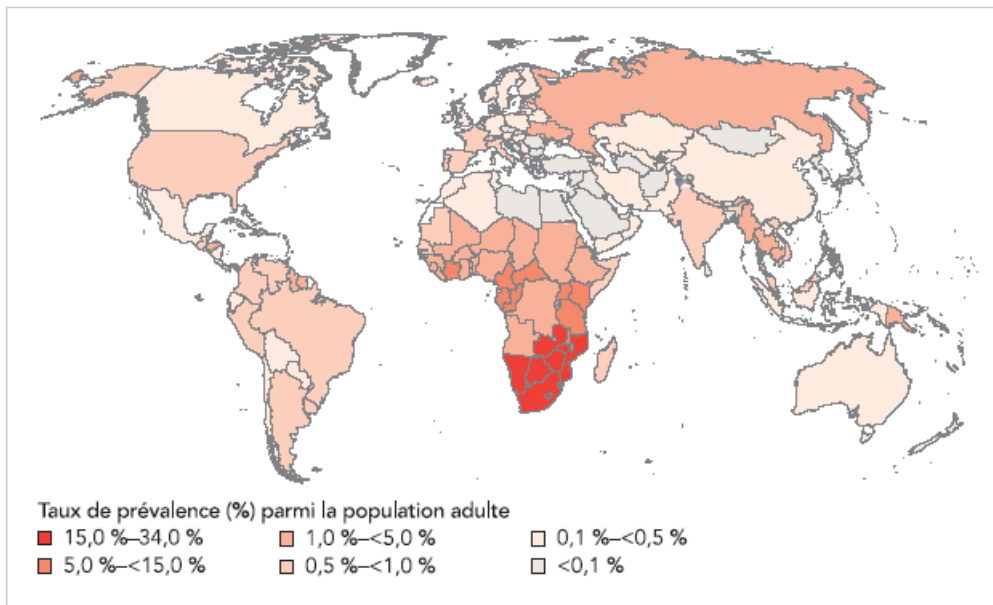 Taux de prévalence (%) parmi la population adulte
15,0 %–34,0 %
1,0 %–<5,0 %
0,1 %–<0,5 %
5,0 %–<15,0 %
0,5 %–<1,0 %
<0,1 %